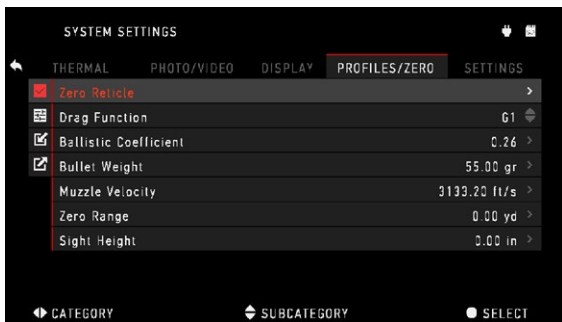 SYSTEM SETTINGS
THERMAL PHOTO/VIDEO DISPLAY PROFILES/ZERO SETTINGS
Zero Reticle
Drag Function G1
Ballistic Coefficient 0.26
Bullet Weight 55.00 gr
Muzzle Velocity 3133.20 ft/s
Zero Range 0.00 yd
Sight Height 0.00 in
CATEGORY SUBCATEGORY SELECT